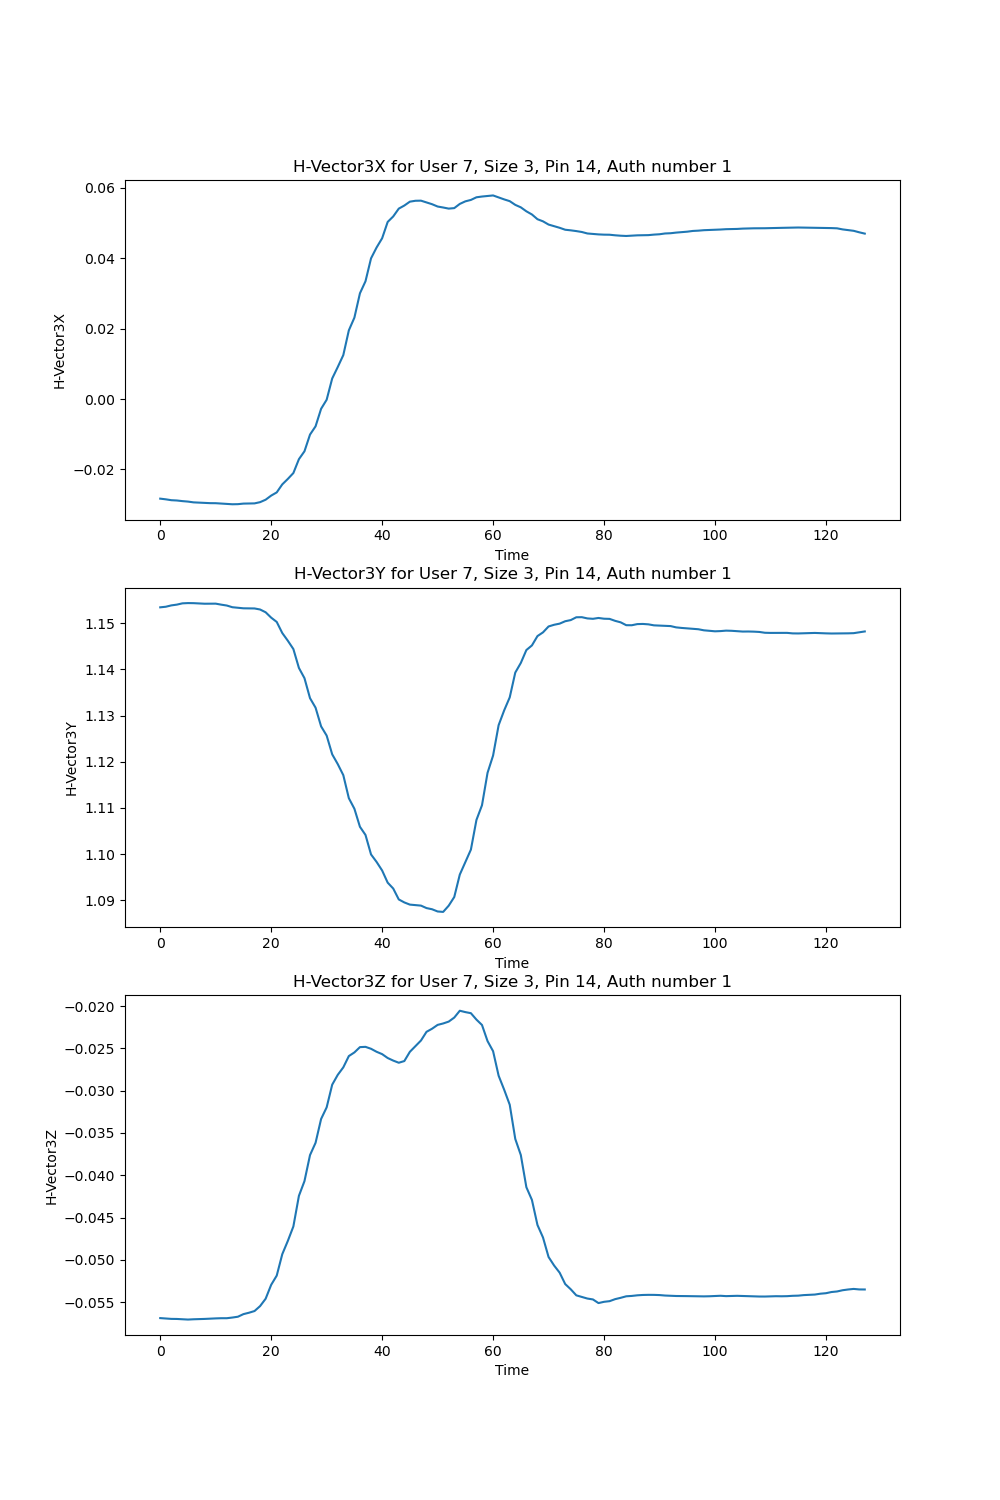 H-Vector3X for User 7, Size 3, Pin 14, Auth number 1
0.06
0.04
0.02
0.00
−0.02
H-Vector3X
0 20 40 60 80 100 120
Time
H-Vector3Y for User 7, Size 3, Pin 14, Auth number 1
1.15
1.14
1.13
1.12
1.11
1.10
1.09
H-Vector3Y
0 20 40 60 80 100 120
Time
H-Vector3Z for User 7, Size 3, Pin 14, Auth number 1
−0.020
−0.025
−0.030
−0.035
−0.040
−0.045
−0.050
−0.055
H-Vector3Z
0 20 40 60 80 100 120
Time